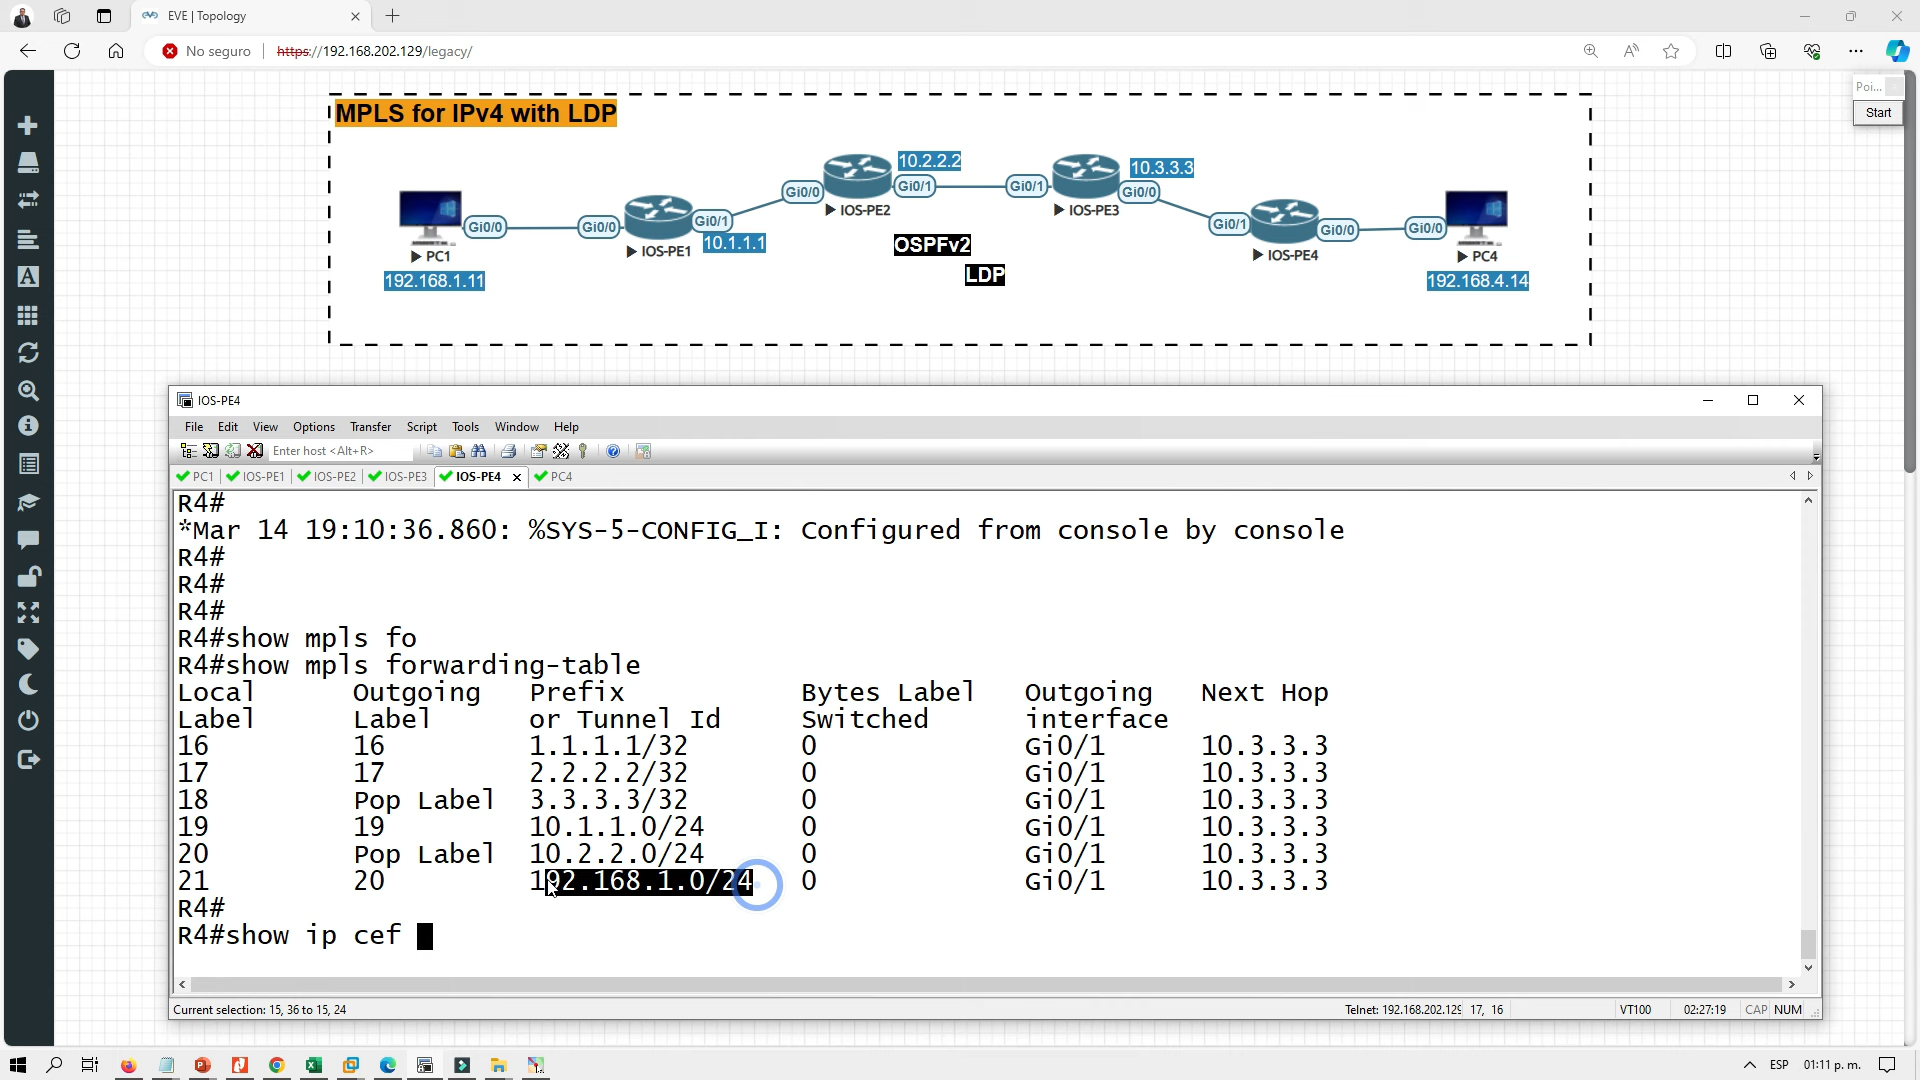 EVE | Topology
No seguro
https://192.168.202.129/legacy/
Poi...
Start
MPLS for IPv4 with LDP
10.2.2.2
10.3.3.3
Gi0/0
Gi0/1
Gi0/1
Gi0/0
IOS-PE2
IOS-PE3
Gi0/0
Gi0/0
Gi0/1
Gi0/1
Gi0/0
Gi0/0
10.1.1.1
OSPFv2
PC1
IOS-PE1
IOS-PE4
PC4
LDP
192.168.1.11
192.168.4.14
IOS-PE4
File Edit View Options Transfer Script Tools Window Help
Enter host <Alt+R>
PC1 IOS-PE1 IOS-PE2 IOS-PE3 IOS-PE4 PC4
R4#
*Mar 14 19:10:36.860: %SYS-5-CONFIG_I: Configured from console by console
R4#
R4#
R4#
R4#show mpls fo
R4#show mpls forwarding-table
Local Outgoing Prefix Bytes Label Outgoing Next Hop
Label Label or Tunnel Id Switched interface
16 16 1.1.1.1/32 0 Gi0/1 10.3.3.3
17 17 2.2.2.2/32 0 Gi0/1 10.3.3.3
18 Pop Label 3.3.3.3/32 0 Gi0/1 10.3.3.3
19 19 10.1.1.0/24 0 Gi0/1 10.3.3.3
20 Pop Label 10.2.2.0/24 0 Gi0/1 10.3.3.3
21 20 192.168.1.0/24 0 Gi0/1 10.3.3.3
R4#
R4#show ip cef
Current selection: 15, 36 to 15, 24
Telnet: 192.168.202.129 17, 16 VT100 02:27:19 CAP NUM
ESP 01:11 p. m.